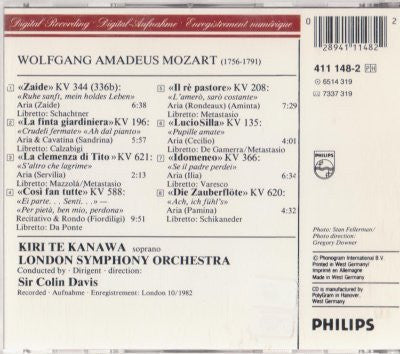 Digital Recording - Digital-Aufnahme - Enregistrement numérique
WOLFGANG AMADEUS MOZART (1756-1791)
1 «Zaide» KV 344 (336b):
«Ruhe sanft, mein holdes Leben»
Aria (Zaide) 6:38
Libretto: Schachtner
2 «La finta giardiniera» KV 196:
«Crudeli fermate» «Ah dal pianto»
Aria & Cavatina (Sandrina) 5:57
Libretto: Calzabigi
3 «La clemenza di Tito» KV 621:
«S'altro che lagrime»
Aria (Servilia) 2:13
Libretto: Mazzolà/Metastasio
4 «Così fan tutte» KV 588:
«Ei parte. . . Senti. . .» —
«Per pietà, ben mio, perdona»
Recitativo & Rondo (Fiordiligi) 9:51
Libretto: Da Ponte
5 «Il rè pastore» KV 208:
«L'amerò, sarò costante»
Aria (Rondeaux) (Aminta) 7:29
Libretto: Metastasio
6 «Lucio Silla» KV 135:
«Pupille amate»
Aria (Cecilio) 4:01
Libretto: De Gamerra/Metastasio
7 «Idomeneo» KV 366:
«Se il padre perdei»
Aria (Ilia) 6:34
Libretto: Varesco
8 «Die Zauberflöte» KV 620:
«Ach, ich fühl's»
Aria (Pamina) 4:32
Libretto: Schikaneder
KIRI TE KANAWA soprano
LONDON SYMPHONY ORCHESTRA
Conducted by · Dirigent · direction:
Sir Colin Davis
Recorded · Aufnahme · Enregistrement: London 10/1982
0
28941 11482
2
411 148-2 PH
6514 319
7337 319
PHILIPS
Photo: Stan Fellerman/
Photo direction:
Gregory Downer
℗ Phonogram International B.V.
Printed in West Germany/
Imprimé en Allemagne
Made in West Germany
CD is manufactured by
PolyGram in Hanover,
West Germany
PHILIPS